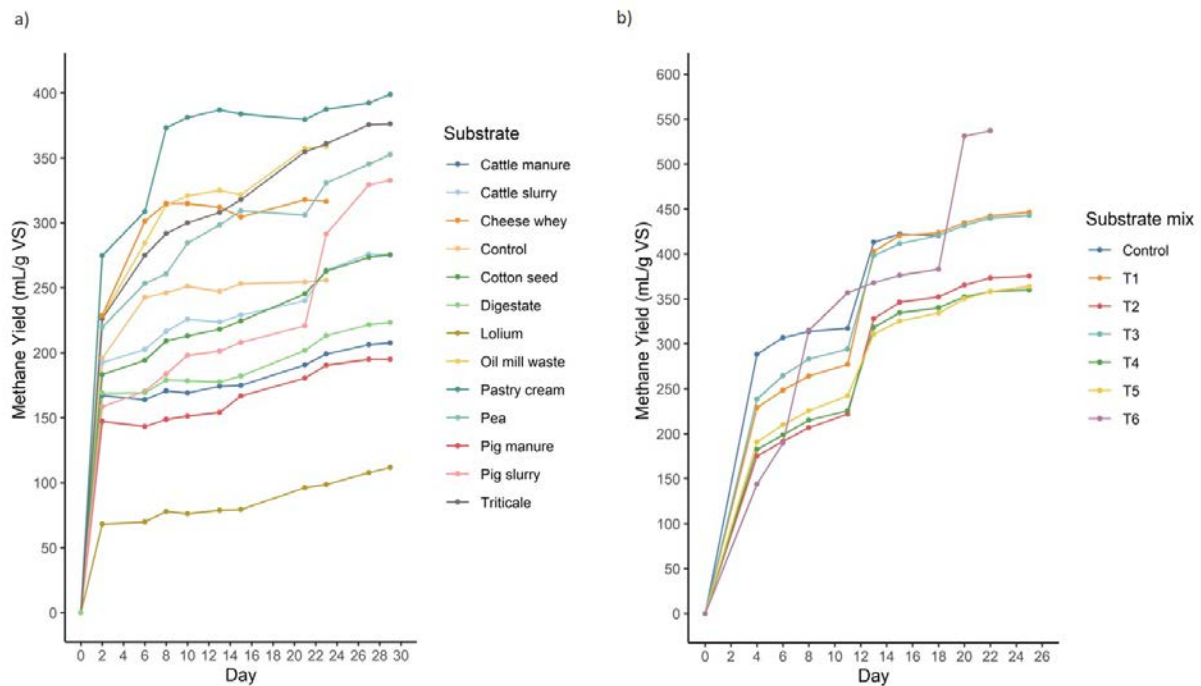 a)
Methane Yield (mL/g VS)
400
350
300
250
200
150
100
50
0
0 2 4 6 8 10 12 14 16 18 20 22 24 26 28 30
Day
Substrate
Cattle manure
Cattle slurry
Cheese whey
Control
Cotton seed
Digestate
Lolium
Oil mill waste
Pastry cream
Pea
Pig manure
Pig slurry
Triticale
b)
Methane Yield (mL/g VS)
600
550
500
450
400
350
300
250
200
150
100
50
0
0 2 4 6 8 10 12 14 16 18 20 22 24 26
Day
Substrate mix
Control
T1
T2
T3
T4
T5
T6